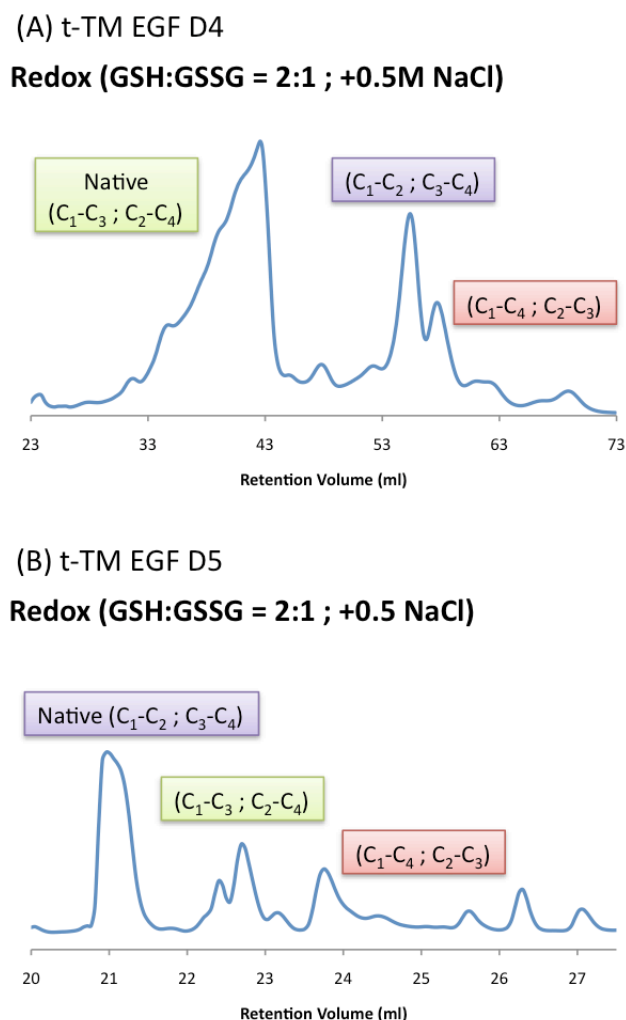 (A) t-TM EGF D4
Redox (GSH:GSSG = 2:1 ; +0.5M NaCl)
Native
(C₁-C₃ ; C₂-C₄)
(C₁-C₂ ; C₃-C₄)
(C₁-C₄ ; C₂-C₃)
23 33 43 53 63 73
Retention Volume (ml)
(B) t-TM EGF D5
Redox (GSH:GSSG = 2:1 ; +0.5 NaCl)
Native (C₁-C₂ ; C₃-C₄)
(C₁-C₃ ; C₂-C₄)
(C₁-C₄ ; C₂-C₃)
20 21 22 23 24 25 26 27
Retention Volume (ml)